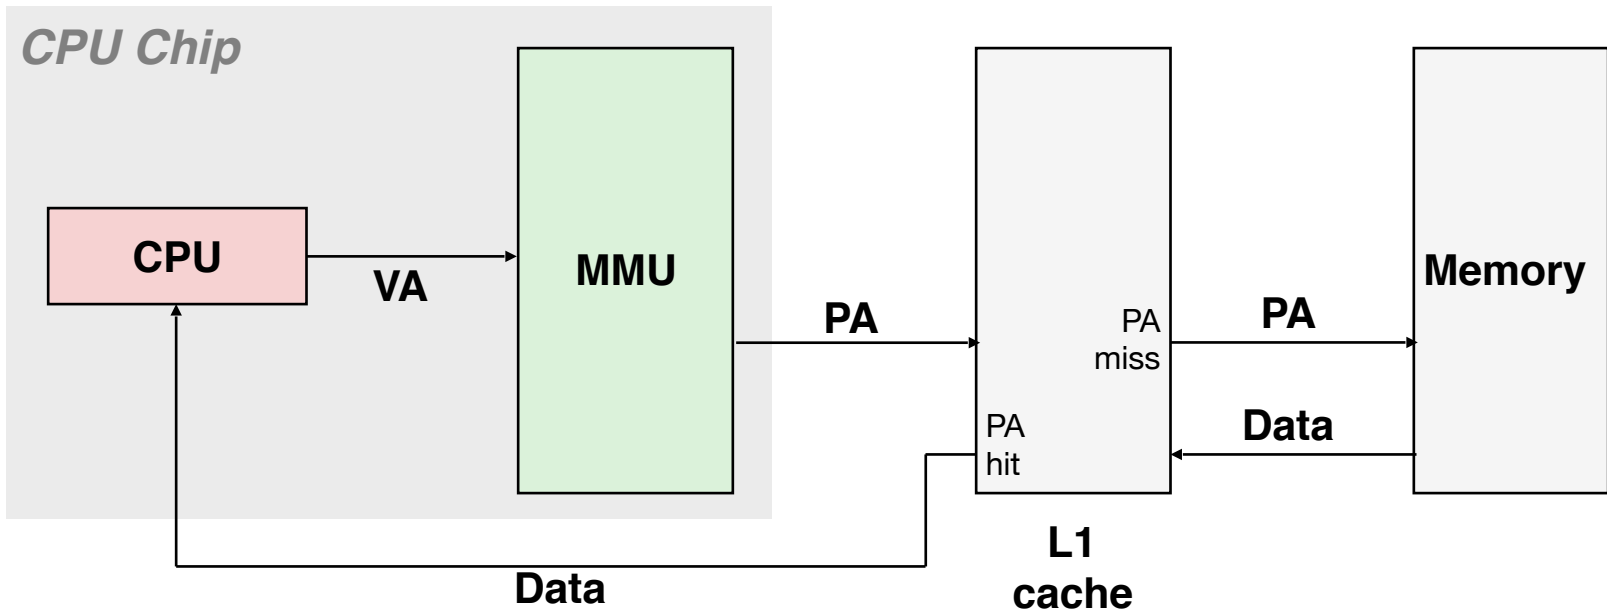 CPU Chip
CPU
VA
MMU
PA
PA
miss
PA
hit
PA
Data
Memory
L1
cache
Data